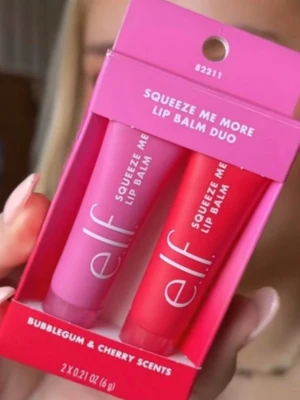 82211
SQUEEZE ME MORE
LIP BALM DUO
e.l.f.
SQUEEZE ME
LIP BALM
e.l.f.
SQUEEZE ME
LIP BALM
BUBBLEGUM & CHERRY SCENTS
2 X 0.21 OZ (6 g)